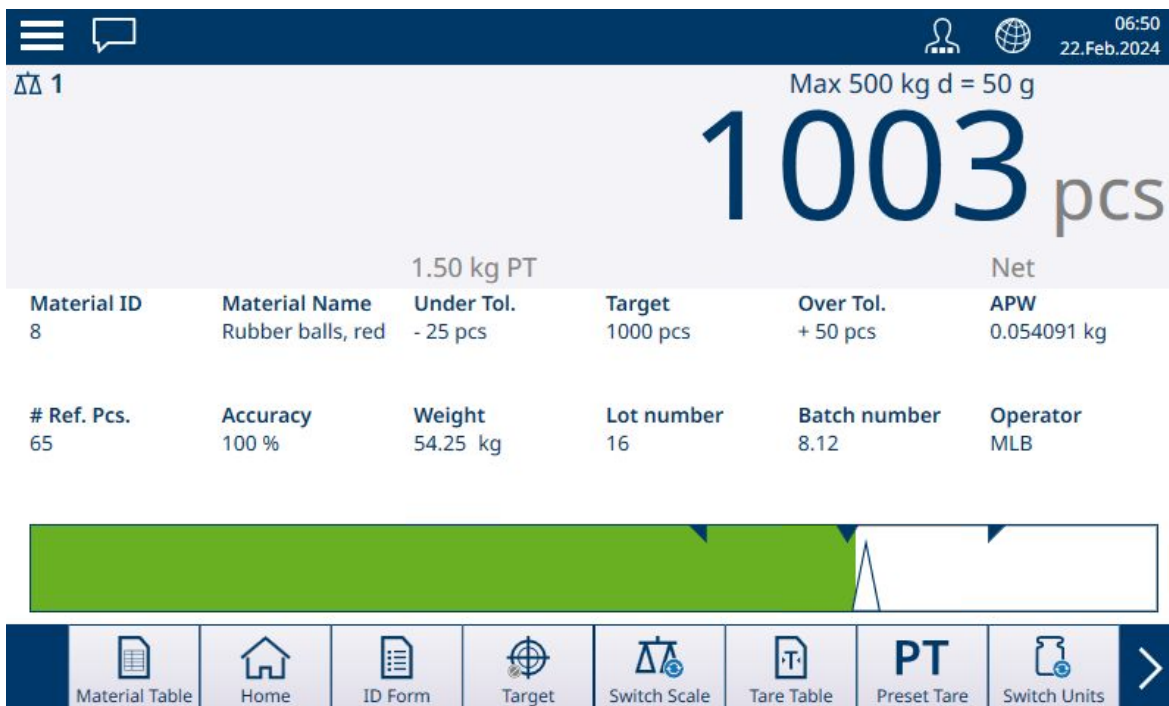 06:50
22.Feb.2024
1
Max 500 kg d = 50 g
1003 pcs
1.50 kg PT Net
Material ID Material Name Under Tol. Target Over Tol. APW
8 Rubber balls, red - 25 pcs 1000 pcs + 50 pcs 0.054091 kg
# Ref. Pcs. Accuracy Weight Lot number Batch number Operator
65 100 % 54.25 kg 16 8.12 MLB
T PT
Material Table Home ID Form Target Switch Scale Tare Table Preset Tare Switch Units